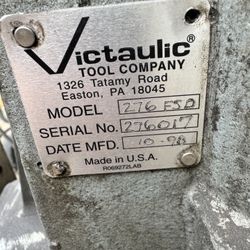 Victaulic®
TOOL COMPANY
1326 Tatamy Road
Easton, PA 18045
MODEL 276 FSD
SERIAL No. 276017
DATE MFD. 10-98
Made in U.S.A.
R069272LAB